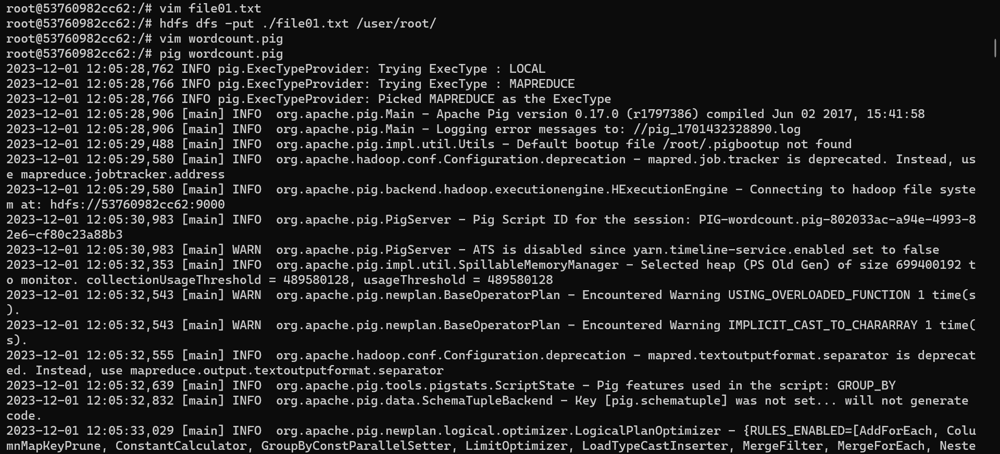 root@53760982cc62:/# vim file01.txt
root@53760982cc62:/# hdfs dfs -put ./file01.txt /user/root/
root@53760982cc62:/# vim wordcount.pig
root@53760982cc62:/# pig wordcount.pig
2023-12-01 12:05:28,762 INFO pig.ExecTypeProvider: Trying ExecType : LOCAL
2023-12-01 12:05:28,766 INFO pig.ExecTypeProvider: Trying ExecType : MAPREDUCE
2023-12-01 12:05:28,766 INFO pig.ExecTypeProvider: Picked MAPREDUCE as the ExecType
2023-12-01 12:05:28,906 [main] INFO  org.apache.pig.Main - Apache Pig version 0.17.0 (r1797386) compiled Jun 02 2017, 15:41:58
2023-12-01 12:05:28,906 [main] INFO  org.apache.pig.Main - Logging error messages to: //pig_1701432328890.log
2023-12-01 12:05:29,488 [main] INFO  org.apache.pig.impl.util.Utils - Default bootup file /root/.pigbootup not found
2023-12-01 12:05:29,580 [main] INFO  org.apache.hadoop.conf.Configuration.deprecation - mapred.job.tracker is deprecated. Instead, us
e mapreduce.jobtracker.address
2023-12-01 12:05:29,580 [main] INFO  org.apache.pig.backend.hadoop.executionengine.HExecutionEngine - Connecting to hadoop file syste
m at: hdfs://53760982cc62:9000
2023-12-01 12:05:30,983 [main] INFO  org.apache.pig.PigServer - Pig Script ID for the session: PIG-wordcount.pig-802033ac-a94e-4993-8
2e6-cf80c23a88b3
2023-12-01 12:05:30,983 [main] WARN  org.apache.pig.PigServer - ATS is disabled since yarn.timeline-service.enabled set to false
2023-12-01 12:05:32,353 [main] INFO  org.apache.pig.impl.util.SpillableMemoryManager - Selected heap (PS Old Gen) of size 699400192 t
o monitor. collectionUsageThreshold = 489580128, usageThreshold = 489580128
2023-12-01 12:05:32,543 [main] WARN  org.apache.pig.newplan.BaseOperatorPlan - Encountered Warning USING_OVERLOADED_FUNCTION 1 time(s
).
2023-12-01 12:05:32,543 [main] WARN  org.apache.pig.newplan.BaseOperatorPlan - Encountered Warning IMPLICIT_CAST_TO_CHARARRAY 1 time(
s).
2023-12-01 12:05:32,555 [main] INFO  org.apache.hadoop.conf.Configuration.deprecation - mapred.textoutputformat.separator is deprecat
ed. Instead, use mapreduce.output.textoutputformat.separator
2023-12-01 12:05:32,639 [main] INFO  org.apache.pig.tools.pigstats.ScriptState - Pig features used in the script: GROUP_BY
2023-12-01 12:05:32,832 [main] INFO  org.apache.pig.data.SchemaTupleBackend - Key [pig.schematuple] was not set... will not generate
code.
2023-12-01 12:05:33,029 [main] INFO  org.apache.pig.newplan.logical.optimizer.LogicalPlanOptimizer - {RULES_ENABLED=[AddForEach, Colu
mnMapKeyPrune, ConstantCalculator, GroupByConstParallelSetter, LimitOptimizer, LoadTypeCastInserter, MergeFilter, MergeForEach, Neste